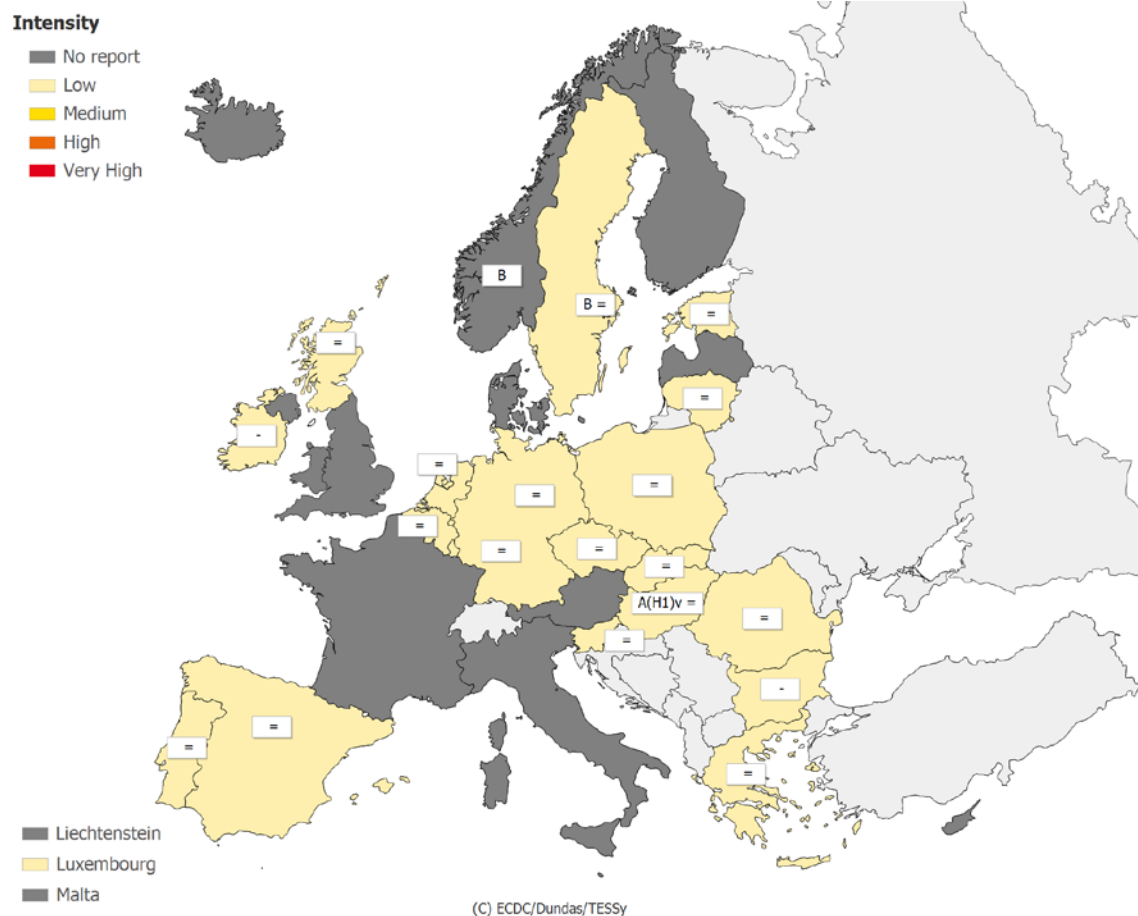 Intensity
No report
Low
Medium
High
Very High
B
B =
=
=
=
-
=
=
=
=
=
=
=
=
A(H1)v =
=
=
-
=
=
=
Liechtenstein
Luxembourg
Malta
(C) ECDC/Dundas/TESSy